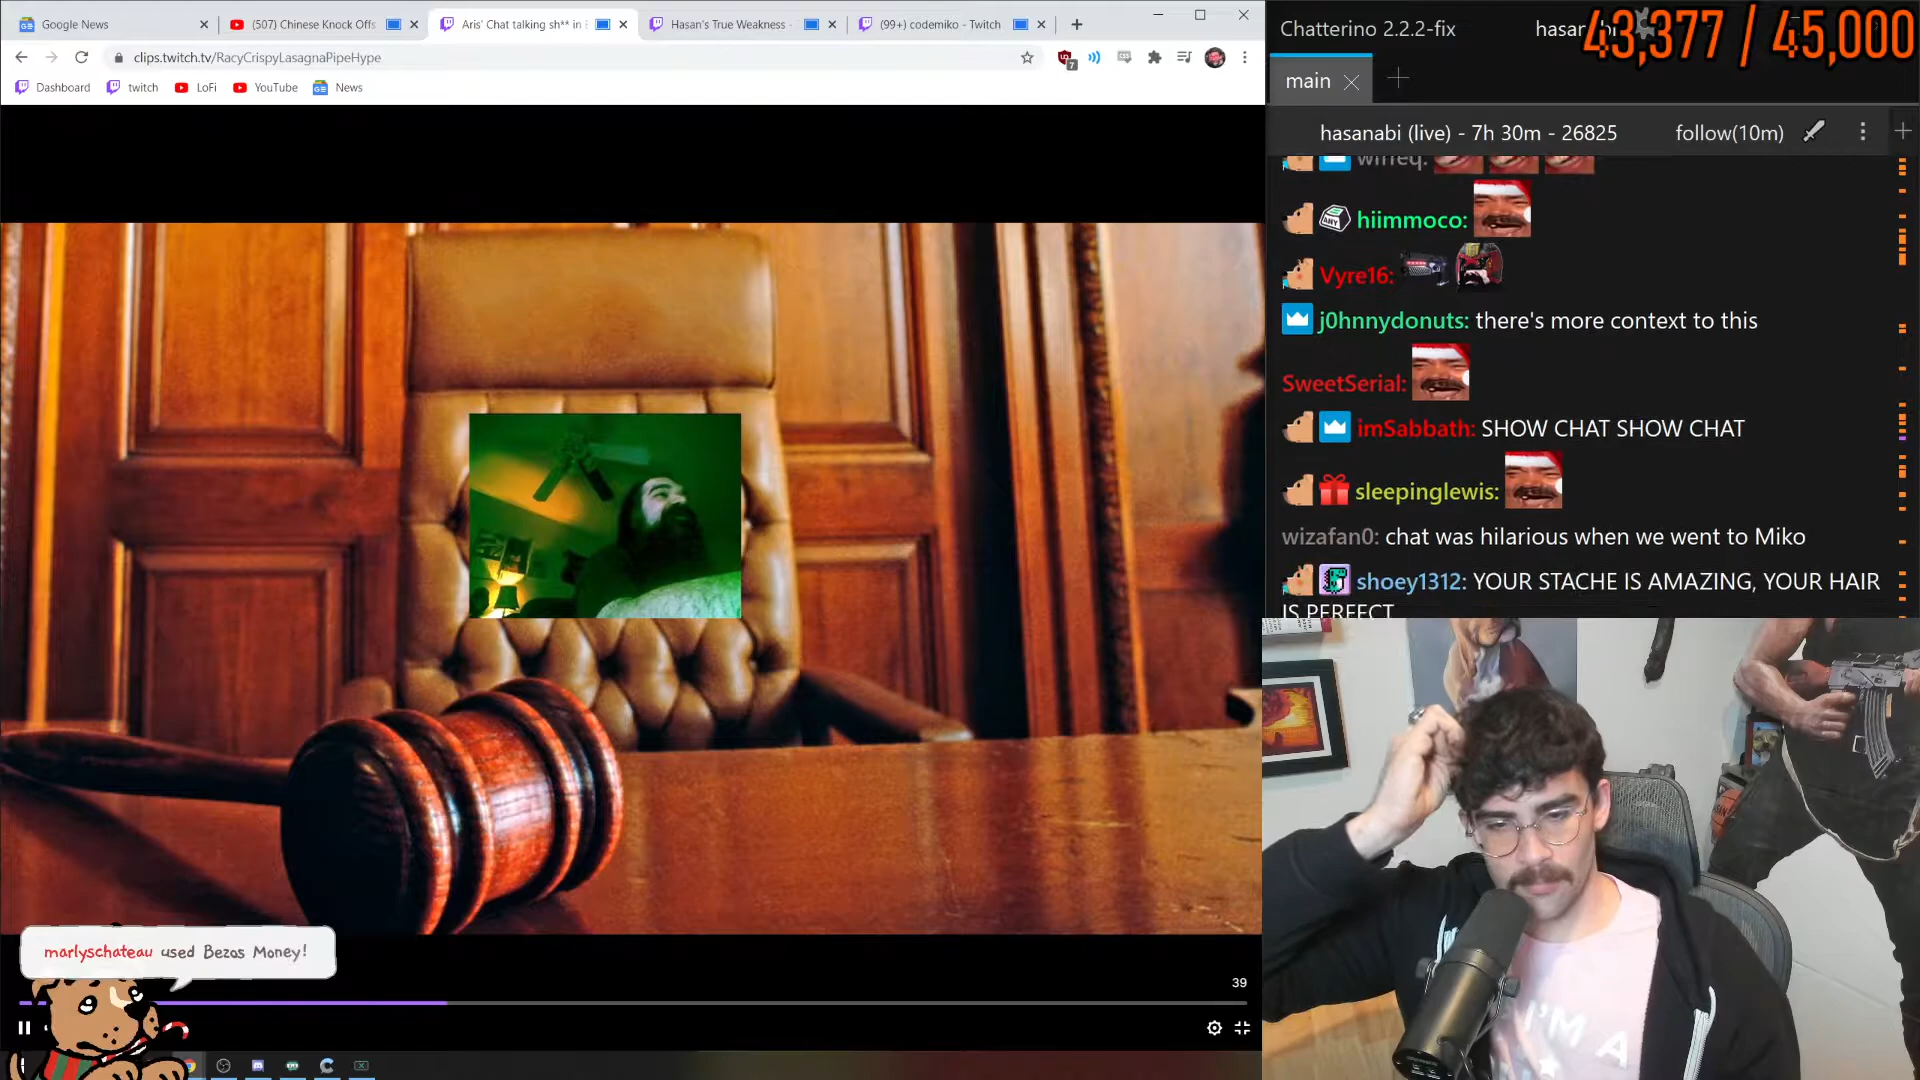 Google News
(507) Chinese Knock Offs
Aris' Chat talking sh** in
Hasan's True Weakness -
(99+) codemiko - Twitch
clips.twitch.tv/RacyCrispyLasagnaPipeHype
7
Dashboard
twitch
LoFi
YouTube
News
marlyschateau used Bezos Money!
39
Chatterino 2.2.2-fix
43,377 / 45,000
main
hasanabi (live) - 7h 30m - 26825
follow(10m)
wiffeq:
hiimmoco:
Vyre16:
j0hnnydonuts: there's more context to this
SweetSerial:
imSabbath: SHOW CHAT SHOW CHAT
sleepinglewis:
wizafan0: chat was hilarious when we went to Miko
shoey1312: YOUR STACHE IS AMAZING, YOUR HAIR
IS PERFECT
I'M A